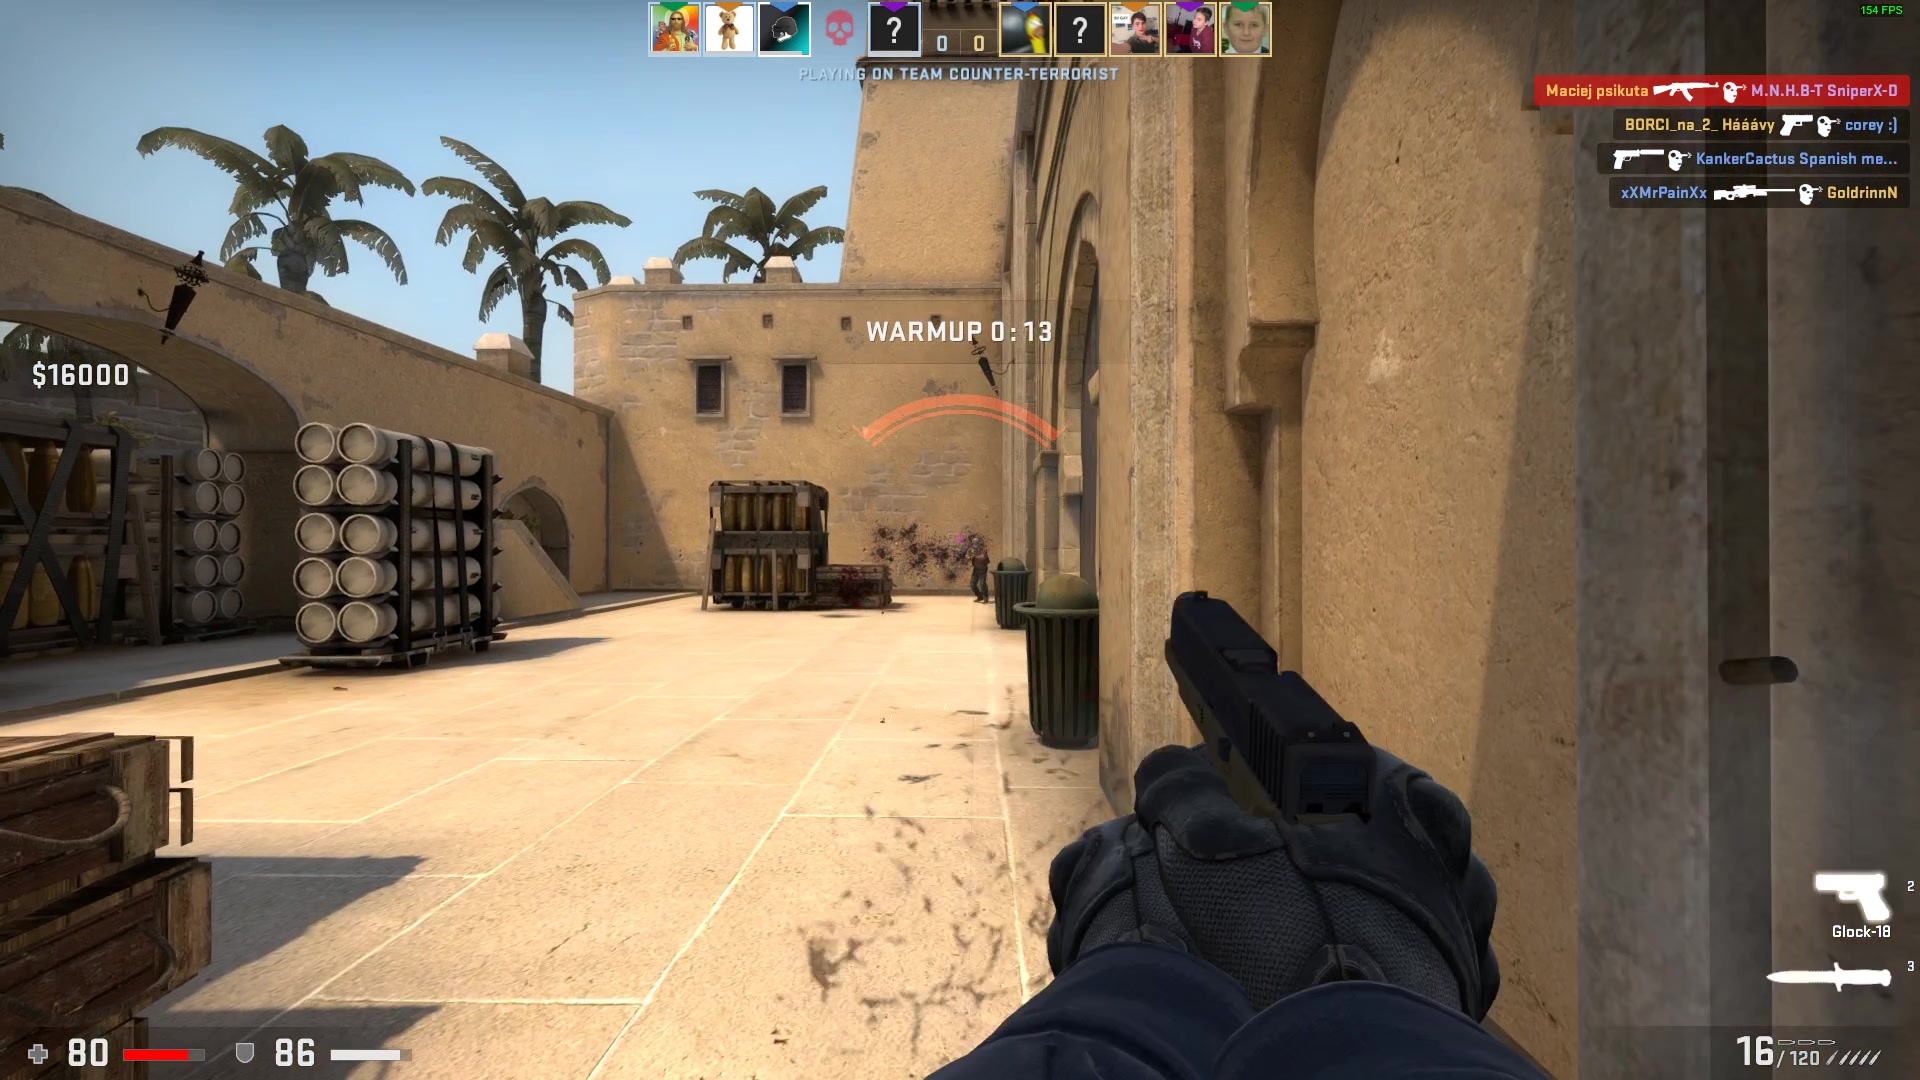 154 FPS
? ?
0 0
PLAYING ON TEAM COUNTER-TERRORIST
Maciej psikuta M.N.H.B-T SniperX-D
BORCI_na_2_ Háäávy corey :)
KankerCactus Spanish me...
xXMrPainXx GoldrinnN
WARMUP 0:13
$16000
2
Glock-18
3
80 86
16/120